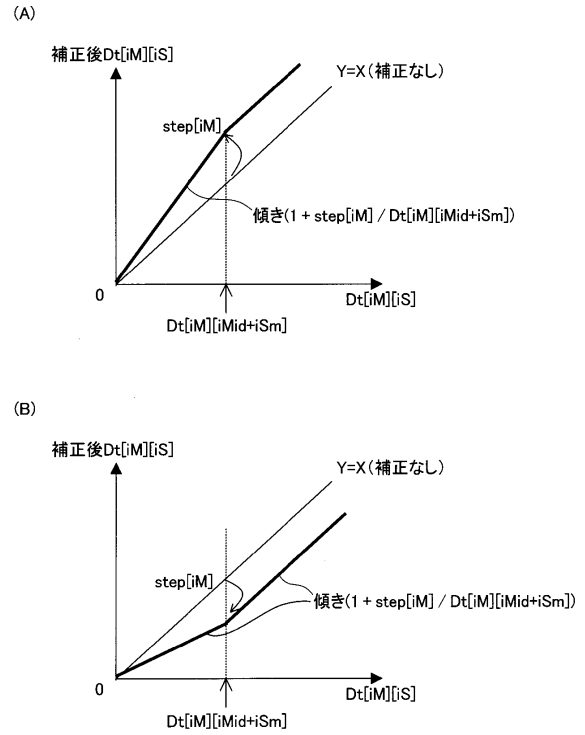 (A)
補正後Dt[iM][iS]
Y=X(補正なし)
step[iM]
傾き(1 + step[iM] / Dt[iM][iMid+iSm])
0
Dt[iM][iS]
Dt[iM][iMid+iSm]
(B)
補正後Dt[iM][iS]
Y=X(補正なし)
step[iM]
傾き(1 + step[iM] / Dt[iM][iMid+iSm])
0
Dt[iM][iS]
Dt[iM][iMid+iSm]